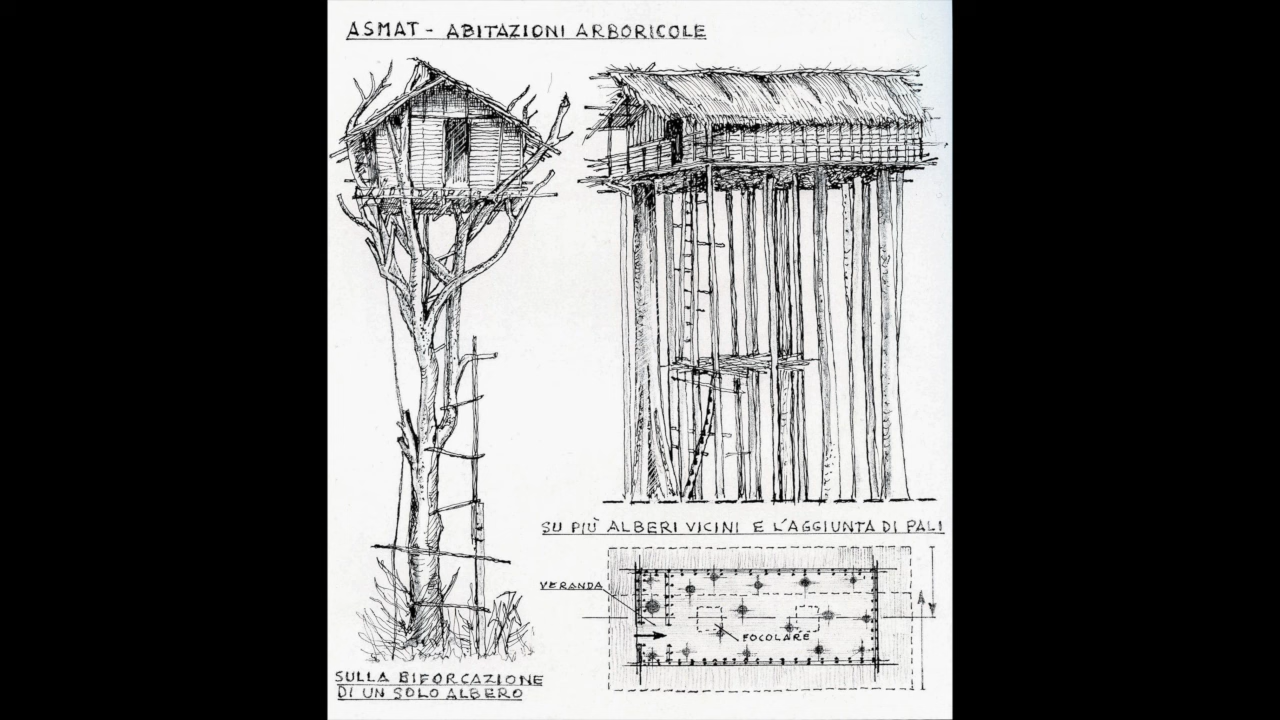 ASMAT - ABITAZIONI ARBORICOLE
SU PIÙ ALBERI VICINI E L'AGGIUNTA DI PALI
VERANDA
FOCOLARE
A
SULLA BIFORCAZIONE
DI UN SOLO ALBERO